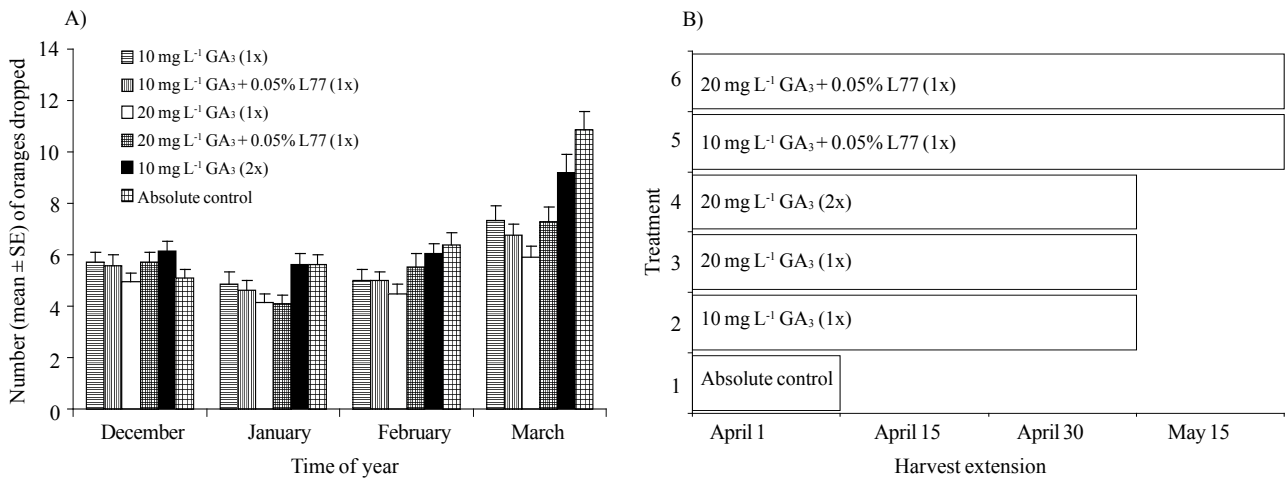 A)
Number (mean ± SE) of oranges dropped
14
12
10
8
6
4
2
0
10 mg L⁻¹ GA₃ (1x)
10 mg L⁻¹ GA₃ + 0.05% L77 (1x)
20 mg L⁻¹ GA₃ (1x)
20 mg L⁻¹ GA₃ + 0.05% L77 (1x)
10 mg L⁻¹ GA₃ (2x)
Absolute control
December January February March
Time of year
B)
Treatment
6
20 mg L⁻¹ GA₃ + 0.05% L77 (1x)
5
10 mg L⁻¹ GA₃ + 0.05% L77 (1x)
4
20 mg L⁻¹ GA₃ (2x)
3
20 mg L⁻¹ GA₃ (1x)
2
10 mg L⁻¹ GA₃ (1x)
1
Absolute control
April 1 April 15 April 30 May 15
Harvest extension